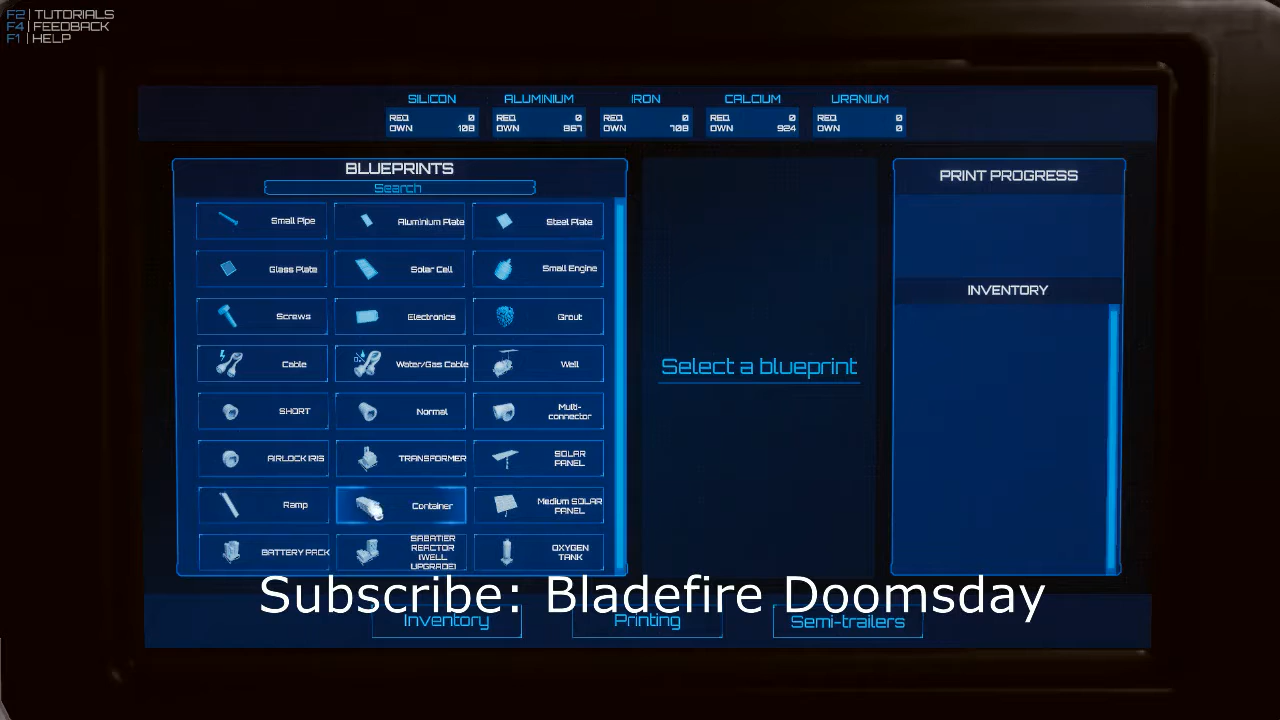 F2 | TUTORIALS
F4 | FEEDBACK
F1 | HELP
SILICON ALUMINIUM IRON CALCIUM URANIUM
REQ 0 REQ 0 REQ 0 REQ 0 REQ 0
OWN 108 OWN 867 OWN 708 OWN 924 OWN 0
BLUEPRINTS
Search
Small Pipe Aluminium Plate Steel Plate
Glass Plate Solar Cell Small Engine
Screws Electronics Grout
Cable Water/Gas Cable Well
SHORT Normal Multi-
connector
AIRLOCK IRIS TRANSFORMER SOLAR
PANEL
Ramp Container Medium SOLAR
PANEL
BATTERY PACK SABATIER
REACTOR
(WELL
UPGRADE) OXYGEN
TANK
Select a blueprint
PRINT PROGRESS
INVENTORY
Subscribe: Bladefire Doomsday
Inventory Printing Semi-trailers